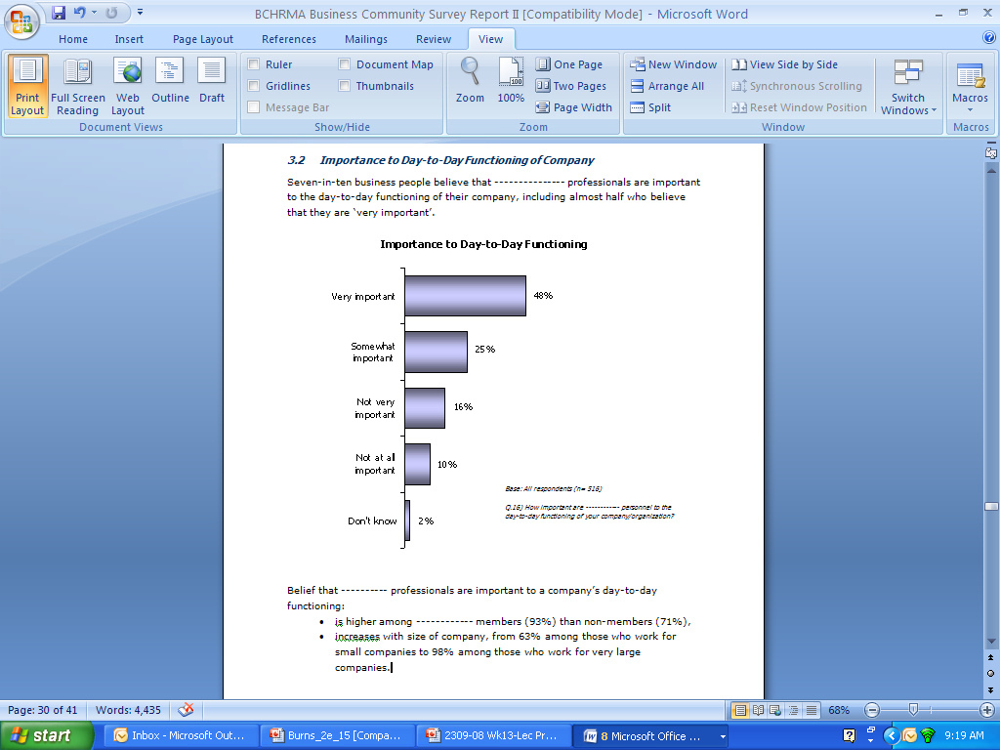 BCHRMA Business Community Survey Report II [Compatibility Mode] - Microsoft Word
Home Insert Page Layout References Mailings Review View
Ruler Document Map One Page New Window View Side by Side
Gridlines Thumbnails Two Pages Arrange All Synchronous Scrolling
Print Layout Full Screen Reading Web Layout Outline Draft Message Bar Zoom 100% Page Width Split Reset Window Position Switch Windows Macros
Document Views Show/Hide Zoom Window Macros
3.2 Importance to Day-to-Day Functioning of Company
Seven-in-ten business people believe that --------------- professionals are important
to the day-to-day functioning of their company, including almost half who believe
that they are ‘very important’.
Importance to Day-to-Day Functioning
Very important 48%
Somewhat
important 25%
Not very
important 16%
Not at all
important 10%
Don't know 2%
Base: All respondents (n= 516)
Q.16) How important are ------------ personnel to the
day-to-day functioning of your company/organization?
Belief that ---------- professionals are important to a company’s day-to-day
functioning:
• is higher among ------------ members (93%) than non-members (71%),
• increases with size of company, from 63% among those who work for
small companies to 98% among those who work for very large
companies.
Page: 30 of 41 Words: 4,435 68%
start Inbox - Microsoft Out... Burns_2e_15 [Compa... 2309-08 Wk13-Lec Pr... 8 Microsoft Office ... 9:19 AM